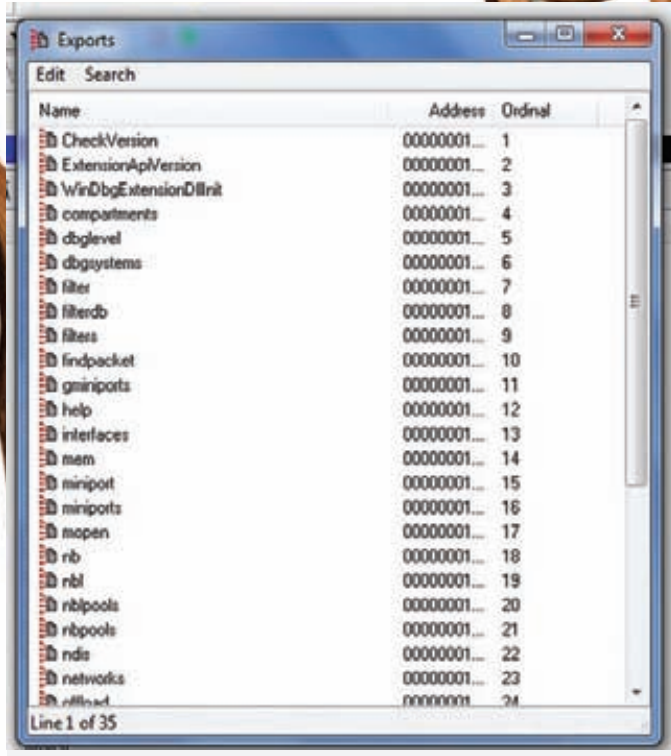 Exports
Edit Search
Name Address Ordinal
CheckVersion 00000001... 1
ExtensionApiVersion 00000001... 2
WinDbgExtensionDllInit 00000001... 3
compartments 00000001... 4
dbglevel 00000001... 5
dbgsystems 00000001... 6
filter 00000001... 7
filterdb 00000001... 8
filters 00000001... 9
findpacket 00000001... 10
gminiports 00000001... 11
help 00000001... 12
interfaces 00000001... 13
mem 00000001... 14
miniport 00000001... 15
miniports 00000001... 16
mopen 00000001... 17
nb 00000001... 18
nbl 00000001... 19
nblpools 00000001... 20
nbpools 00000001... 21
ndis 00000001... 22
networks 00000001... 23
offload 00000001... 24
Line 1 of 35